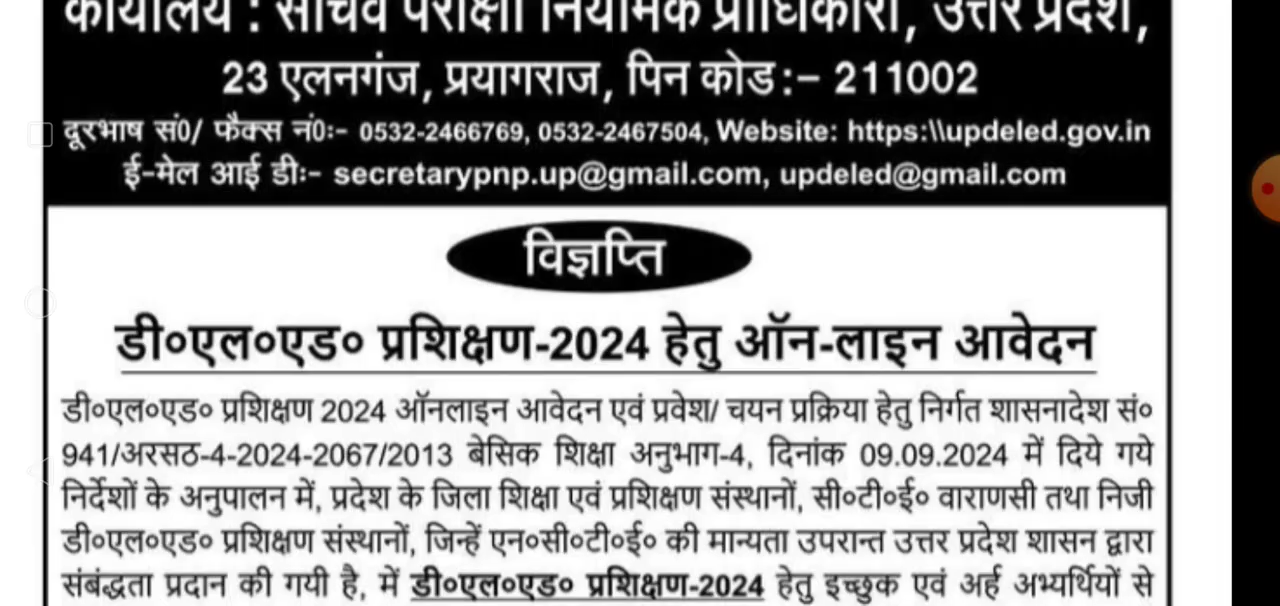 कार्यालय : सचिव परीक्षा नियामक प्राधिकारी, उत्तर प्रदेश,
23 एलनगंज, प्रयागराज, पिन कोड :– 211002
दूरभाष सं0/ फैक्स नं0:- 0532-2466769, 0532-2467504, Website: https:\\updeled.gov.in
ई-मेल आई डीः- secretarypnp.up@gmail.com, updeled@gmail.com
विज्ञप्ति
डी०एल०एड० प्रशिक्षण-2024 हेतु ऑन-लाइन आवेदन
डी०एल०एड० प्रशिक्षण 2024 ऑनलाइन आवेदन एवं प्रवेश/ चयन प्रक्रिया हेतु निर्गत शासनादेश सं०
941/अरसठ-4-2024-2067/2013 बेसिक शिक्षा अनुभाग-4, दिनांक 09.09.2024 में दिये गये
निर्देशों के अनुपालन में, प्रदेश के जिला शिक्षा एवं प्रशिक्षण संस्थानों, सी०टी०ई० वाराणसी तथा निजी
डी०एल०एड० प्रशिक्षण संस्थानों, जिन्हें एन०सी०टी०ई० की मान्यता उपरान्त उत्तर प्रदेश शासन द्वारा
संबंद्धता प्रदान की गयी है, में डी०एल०एड० प्रशिक्षण-2024 हेतु इच्छुक एवं अर्ह अभ्यर्थियों से